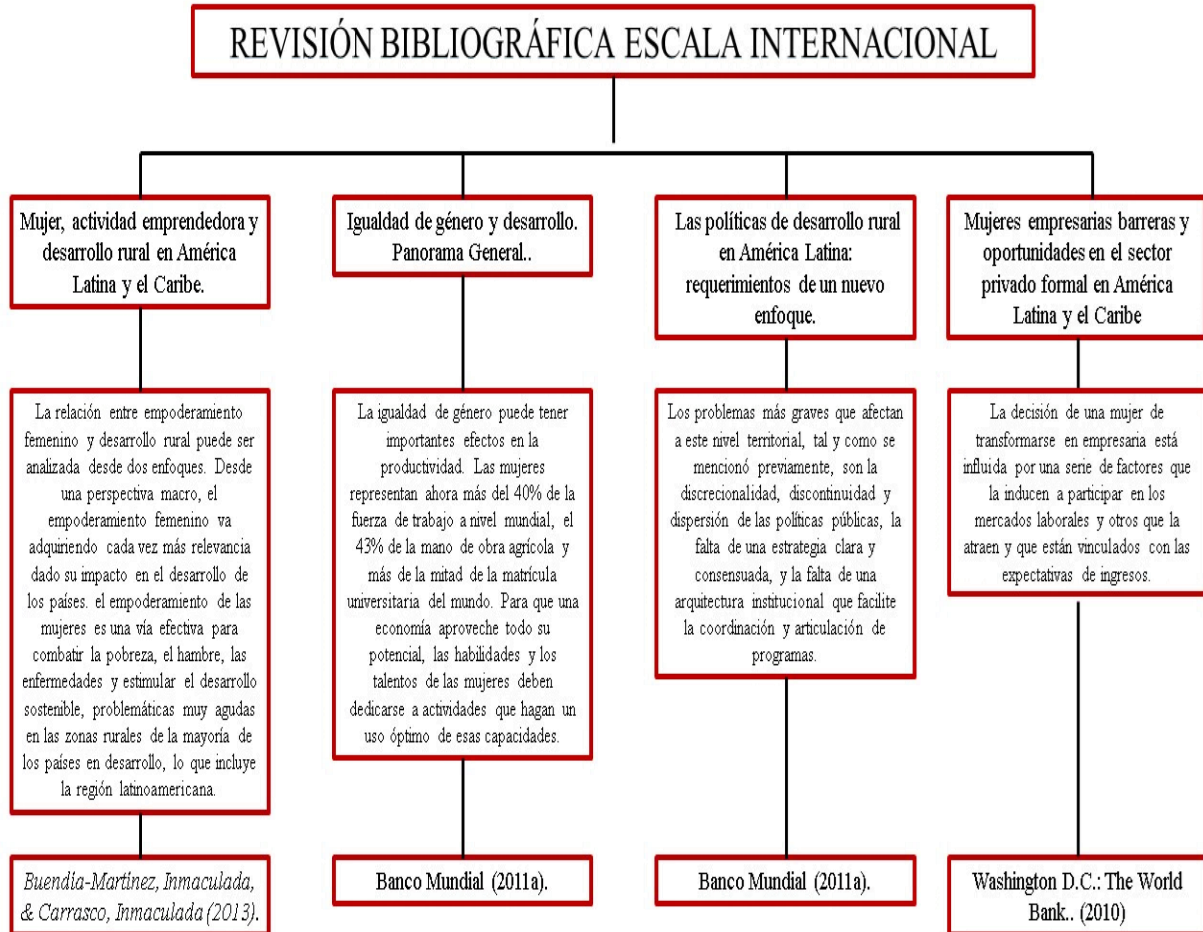 REVISIÓN BIBLIOGRÁFICA ESCALA INTERNACIONAL
Mujer, actividad emprendedora y
desarrollo rural en América
Latina y el Caribe.
La relación entre empoderamiento
femenino y desarrollo rural puede ser
analizada desde dos enfoques. Desde
una perspectiva macro, el
empoderamiento femenino va
adquiriendo cada vez más relevancia
dado su impacto en el desarrollo de
los países. el empoderamiento de las
mujeres es una vía efectiva para
combatir la pobreza, el hambre, las
enfermedades y estimular el desarrollo
sostenible, problemáticas muy agudas
en las zonas rurales de la mayoría de
los países en desarrollo, lo que incluye
la región latinoamericana.
Buendía-Martínez, Inmaculada,
& Carrasco, Inmaculada (2013).
Igualdad de género y desarrollo.
Panorama General..
La igualdad de género puede tener
importantes efectos en la
productividad. Las mujeres
representan ahora más del 40% de la
fuerza de trabajo a nivel mundial, el
43% de la mano de obra agrícola y
más de la mitad de la matrícula
universitaria del mundo. Para que una
economía aproveche todo su
potencial, las habilidades y los
talentos de las mujeres deben
dedicarse a actividades que hagan un
uso óptimo de esas capacidades.
Banco Mundial (2011a).
Las políticas de desarrollo rural
en América Latina:
requerimientos de un nuevo
enfoque.
Los problemas más graves que afectan
a este nivel territorial, tal y como se
mencionó previamente, son la
discrecionalidad, discontinuidad y
dispersión de las políticas públicas, la
falta de una estrategia clara y
consensuada, y la falta de una
arquitectura institucional que facilite
la coordinación y articulación de
programas.
Banco Mundial (2011a).
Mujeres empresarias barreras y
oportunidades en el sector
privado formal en América
Latina y el Caribe
La decisión de una mujer de
transformarse en empresaria está
influida por una serie de factores que
la inducen a participar en los
mercados laborales y otros que la
atraen y que están vinculados con las
expectativas de ingresos.
Washington D.C.: The World
Bank.. (2010)